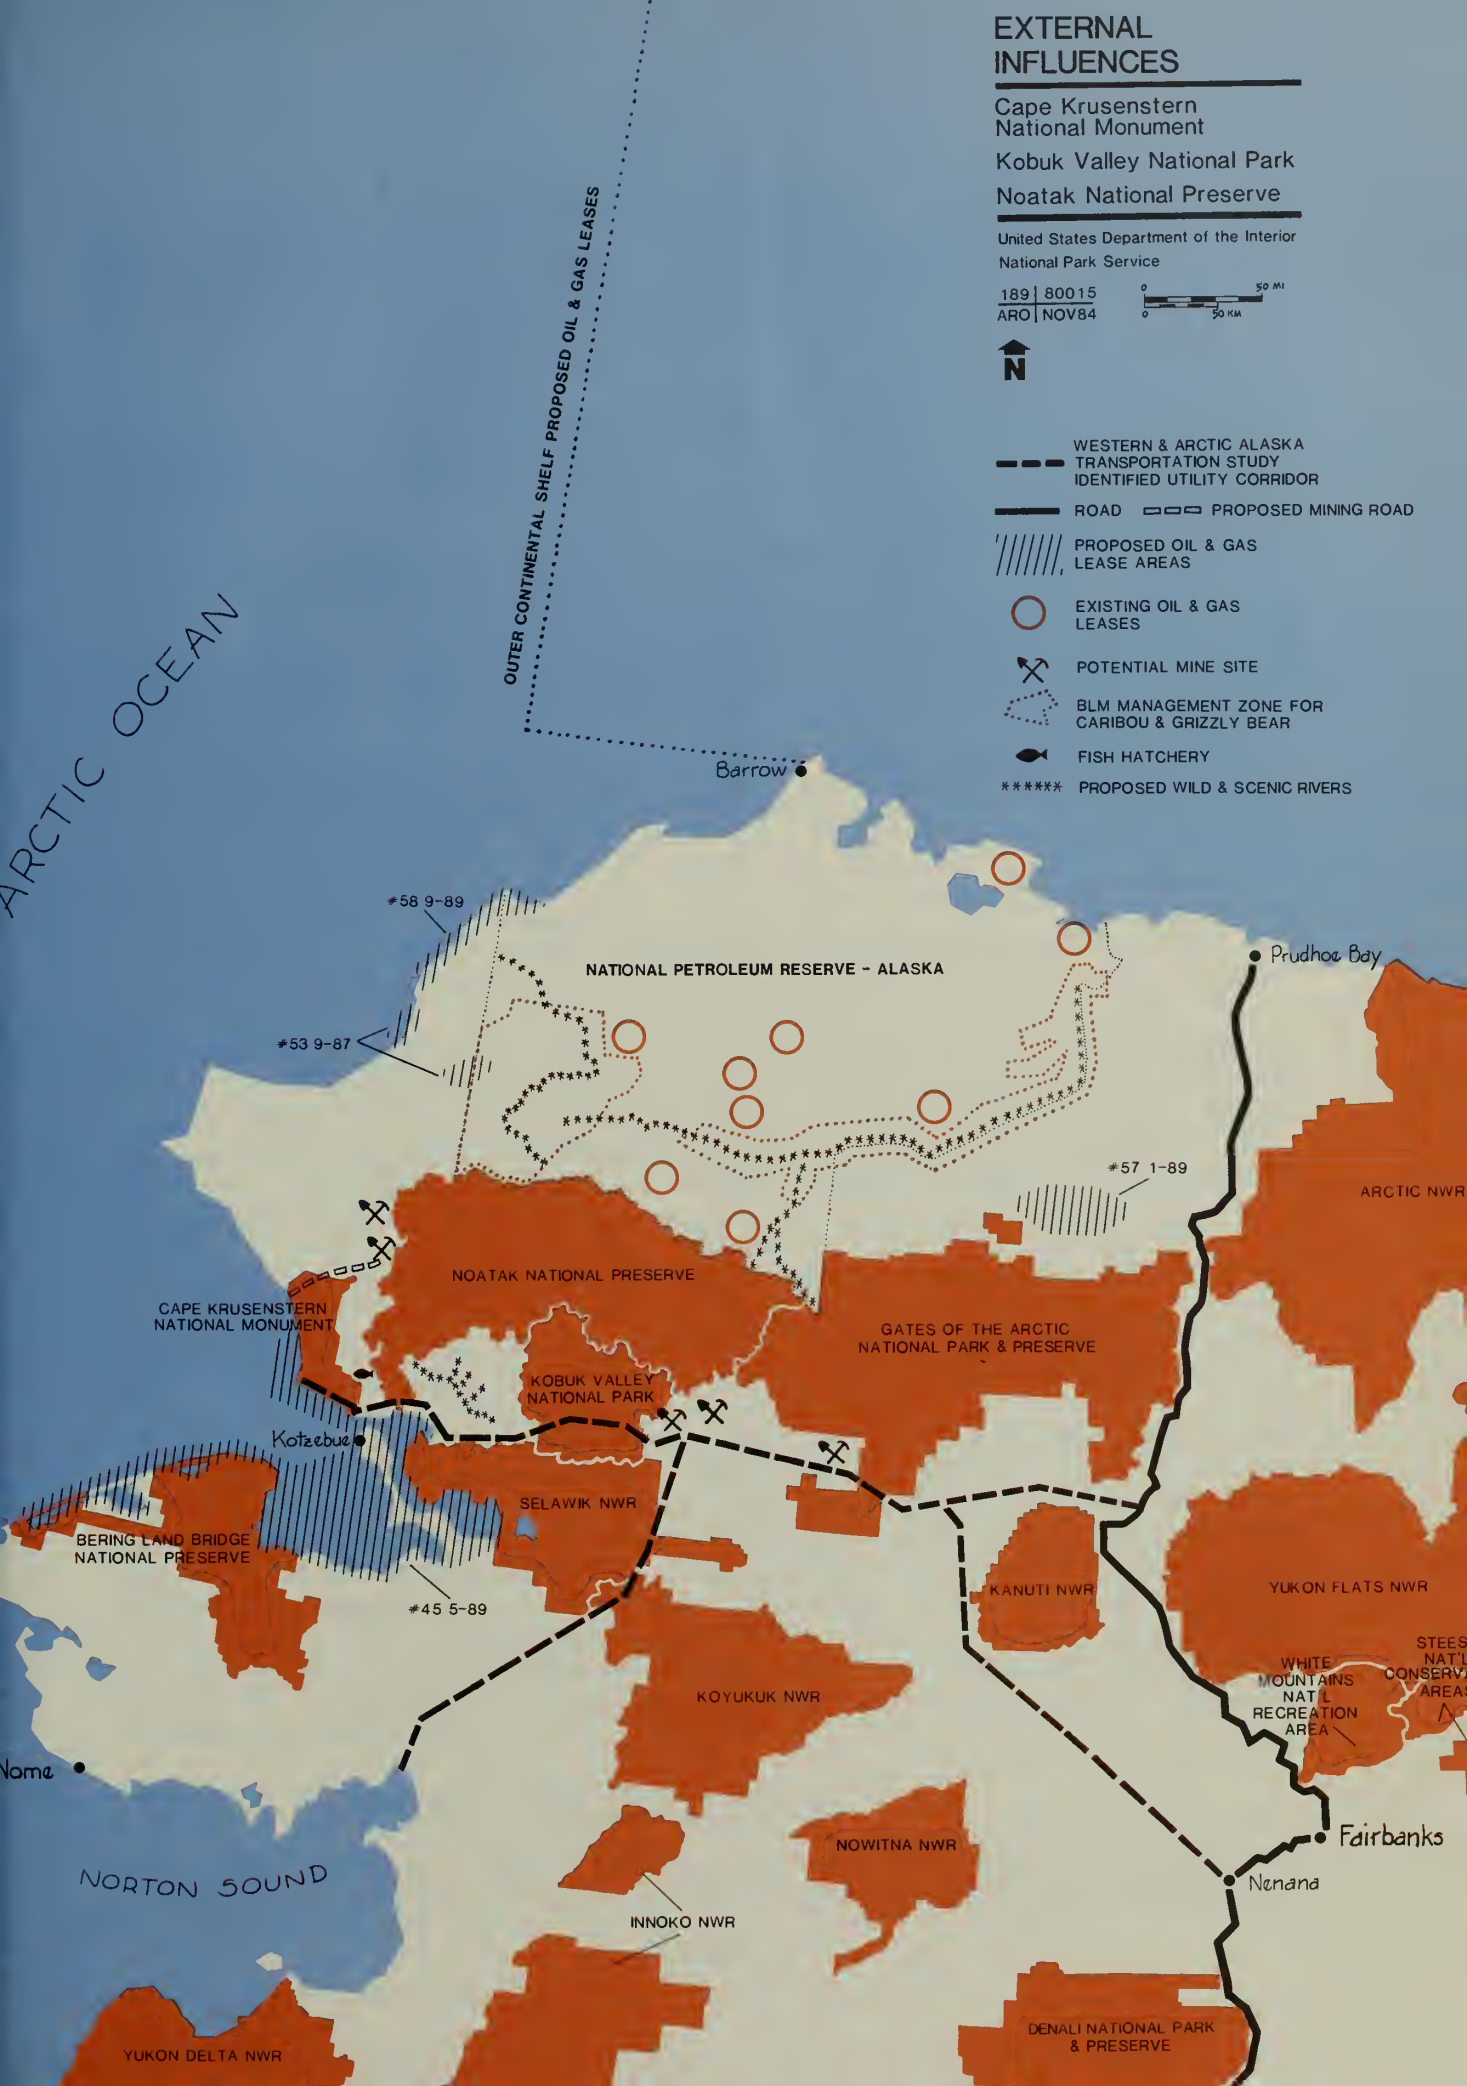 EXTERNAL
INFLUENCES
Cape Krusenstern
National Monument
Kobuk Valley National Park
Noatak National Preserve
United States Department of the Interior
National Park Service
189 | 80015
ARO | NOV84
0 50 MI
0 50 KM
N
WESTERN & ARCTIC ALASKA
TRANSPORTATION STUDY
IDENTIFIED UTILITY CORRIDOR
ROAD PROPOSED MINING ROAD
PROPOSED OIL & GAS
LEASE AREAS
EXISTING OIL & GAS
LEASES
POTENTIAL MINE SITE
BLM MANAGEMENT ZONE FOR
CARIBOU & GRIZZLY BEAR
FISH HATCHERY
PROPOSED WILD & SCENIC RIVERS
OUTER CONTINENTAL SHELF PROPOSED OIL & GAS LEASES
ARCTIC OCEAN
Barrow
#58 9-89
NATIONAL PETROLEUM RESERVE - ALASKA
Prudhoe Bay
#53 9-87
#57 1-89
ARCTIC NWR
NOATAK NATIONAL PRESERVE
CAPE KRUSENSTERN
NATIONAL MONUMENT
GATES OF THE ARCTIC
NATIONAL PARK & PRESERVE
KOBUK VALLEY
NATIONAL PARK
Kotzebue
SELAWIK NWR
BERING LAND BRIDGE
NATIONAL PRESERVE
#45 5-89
KANUTI NWR
YUKON FLATS NWR
WHITE
MOUNTAINS
NAT'L
RECREATION
AREA
STEES
NAT'L
CONSERVA
AREAS
KOYUKUK NWR
Nome
Fairbanks
NOWITNA NWR
Nenana
NORTON SOUND
INNOKO NWR
DENALI NATIONAL PARK
& PRESERVE
YUKON DELTA NWR